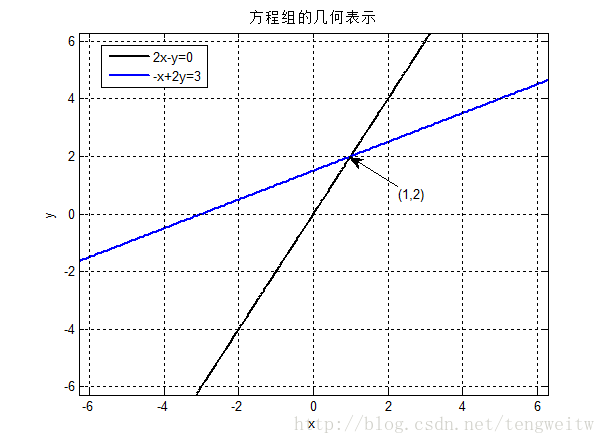 方程组的几何表示
2x-y=0
-x+2y=3
6
4
2
0
-2
-4
-6
y
(1,2)
-6 -4 -2 0 2 4 6
x
http://blog.csdn.net/tengweitw